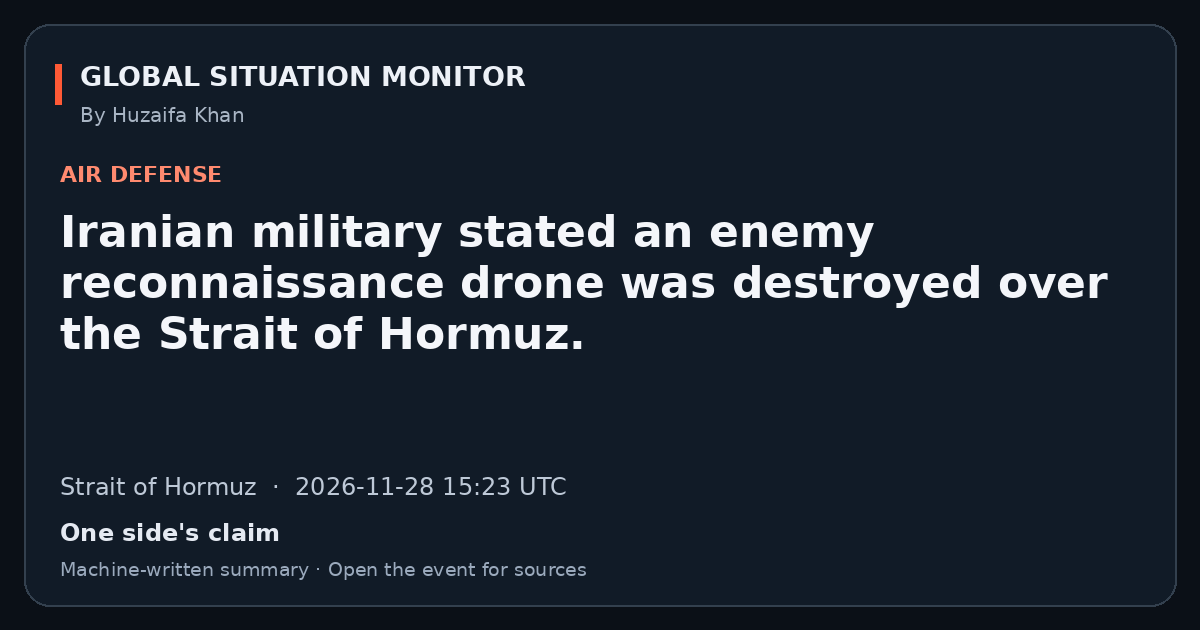 GLOBAL SITUATION MONITOR
By Huzaifa Khan
AIR DEFENSE
Iranian military stated an enemy
reconnaissance drone was destroyed over
the Strait of Hormuz.
Strait of Hormuz · 2026-11-28 15:23 UTC
One side's claim
Machine-written summary · Open the event for sources